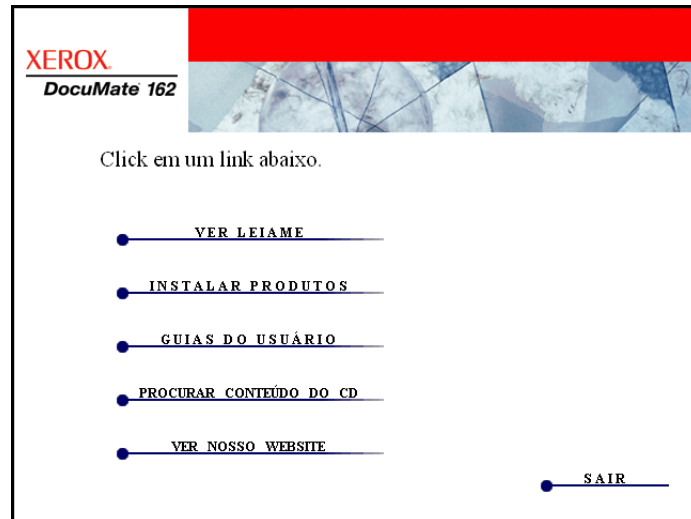 XEROX.
DocuMate 162
Click em um link abaixo.
VER LEIAME
INSTALAR PRODUTOS
GUIAS DO USUÁRIO
PROCURAR CONTEÚDO DO CD
VER NOSSO WEBSITE
SAIR